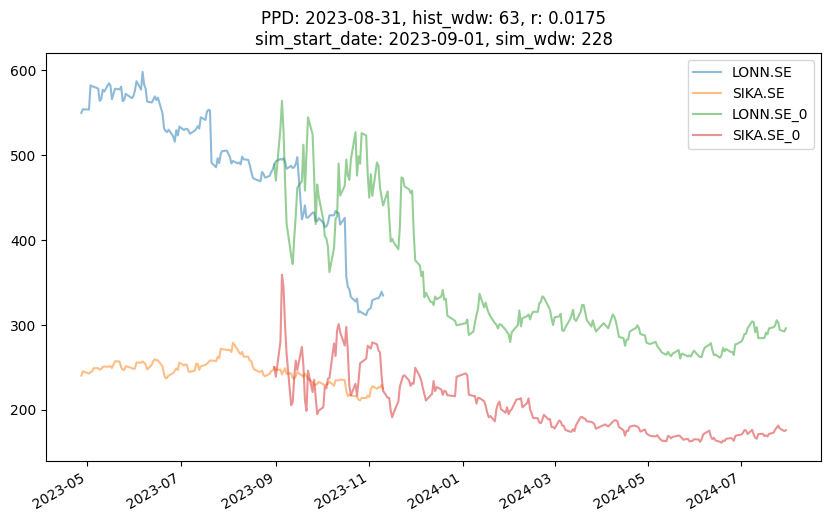 PPD: 2023-08-31, hist_wdw: 63, r: 0.0175
sim_start_date: 2023-09-01, sim_wdw: 228
LONN.SE
SIKA.SE
LONN.SE_0
SIKA.SE_0
600
500
400
300
200
2023-05
2023-07
2023-09
2023-11
2024-01
2024-03
2024-05
2024-07